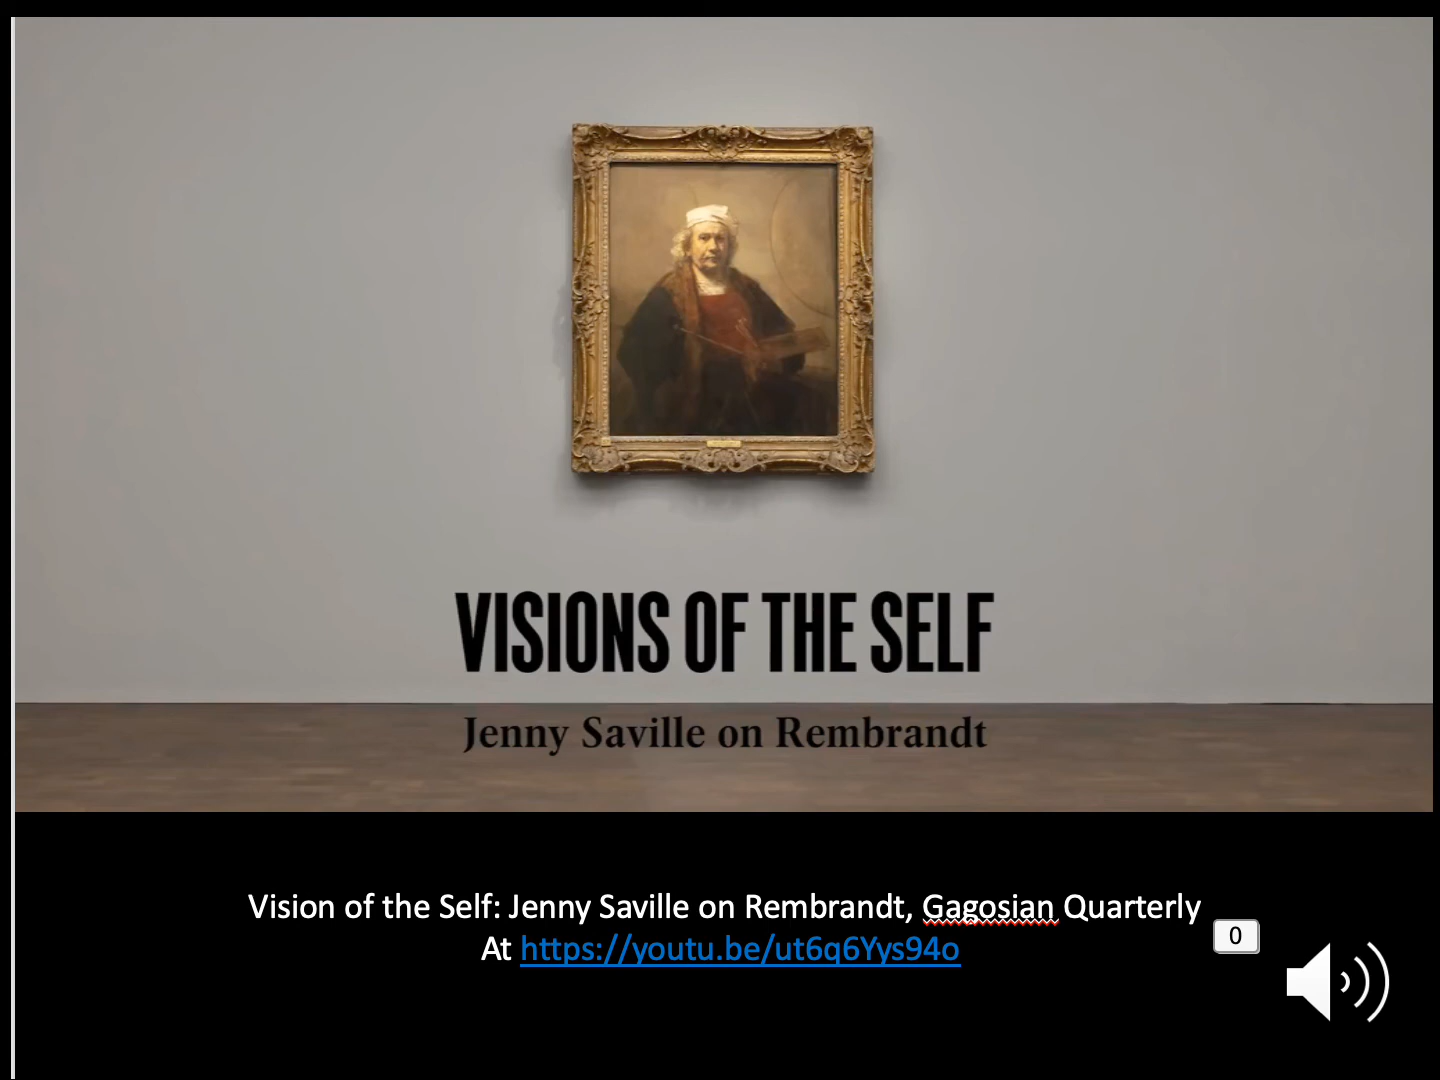 VISIONS OF THE SELF
Jenny Saville on Rembrandt
Vision of the Self: Jenny Saville on Rembrandt, Gagosian Quarterly
At https://youtu.be/ut6q6Yys94o
0